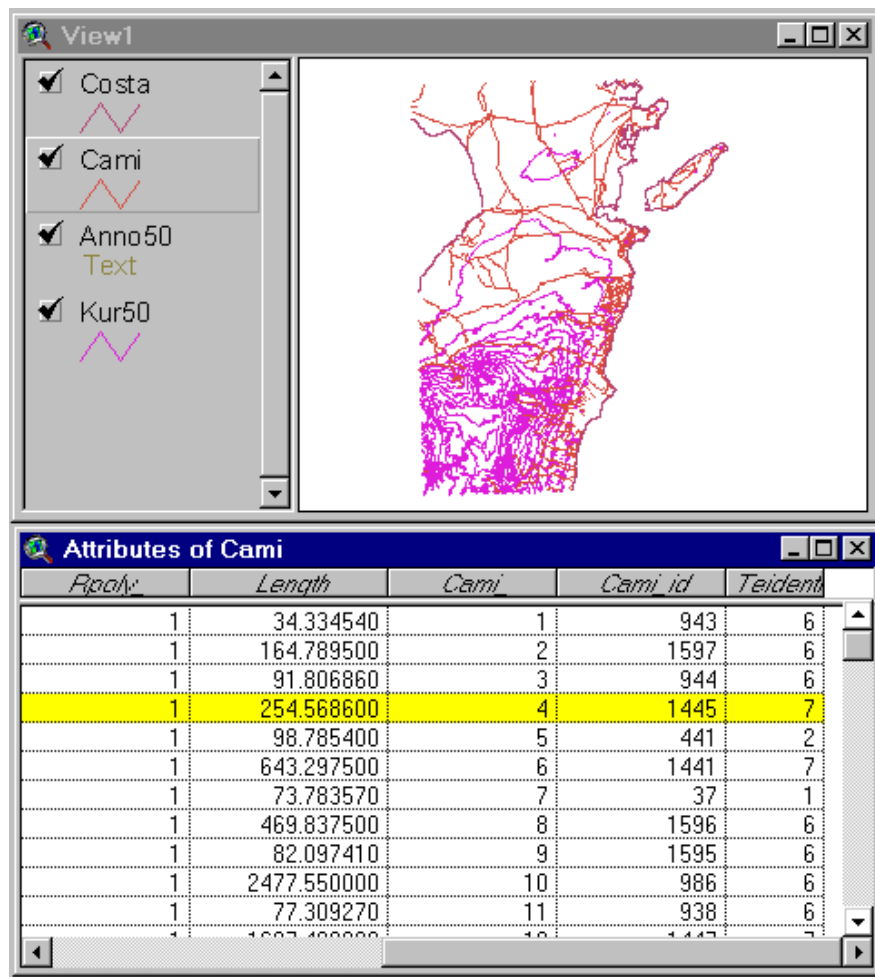 View1
Costa
Cami
Anno50
Text
Kur50
Attributes of Cami
Rpoly_ Length Cami_ Cami_id Teidenti
1 34.334540 1 943 6
1 164.789500 2 1597 6
1 91.806860 3 944 6
1 254.568600 4 1445 7
1 98.785400 5 441 2
1 643.297500 6 1441 7
1 73.783570 7 37 1
1 469.837500 8 1596 6
1 82.097410 9 1595 6
1 2477.550000 10 986 6
1 77.309270 11 938 6